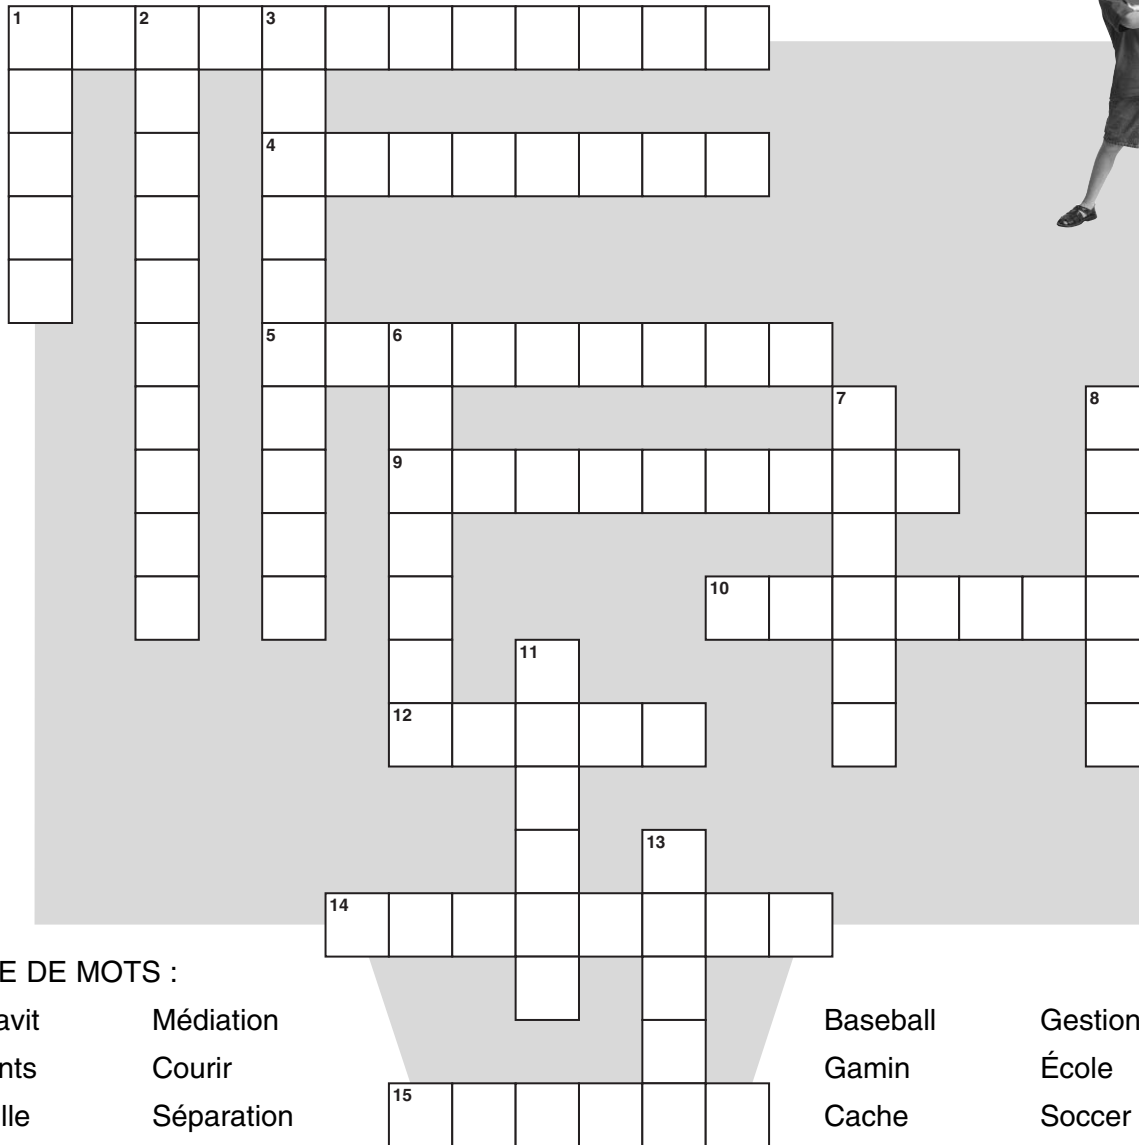 1 2 3
4
5 6
7 8
9
10
11
12
13
14
E DE MOTS :
avit Médiation Baseball Gestion
nts Courir Gamin École
lle Séparation Cache Soccer
15